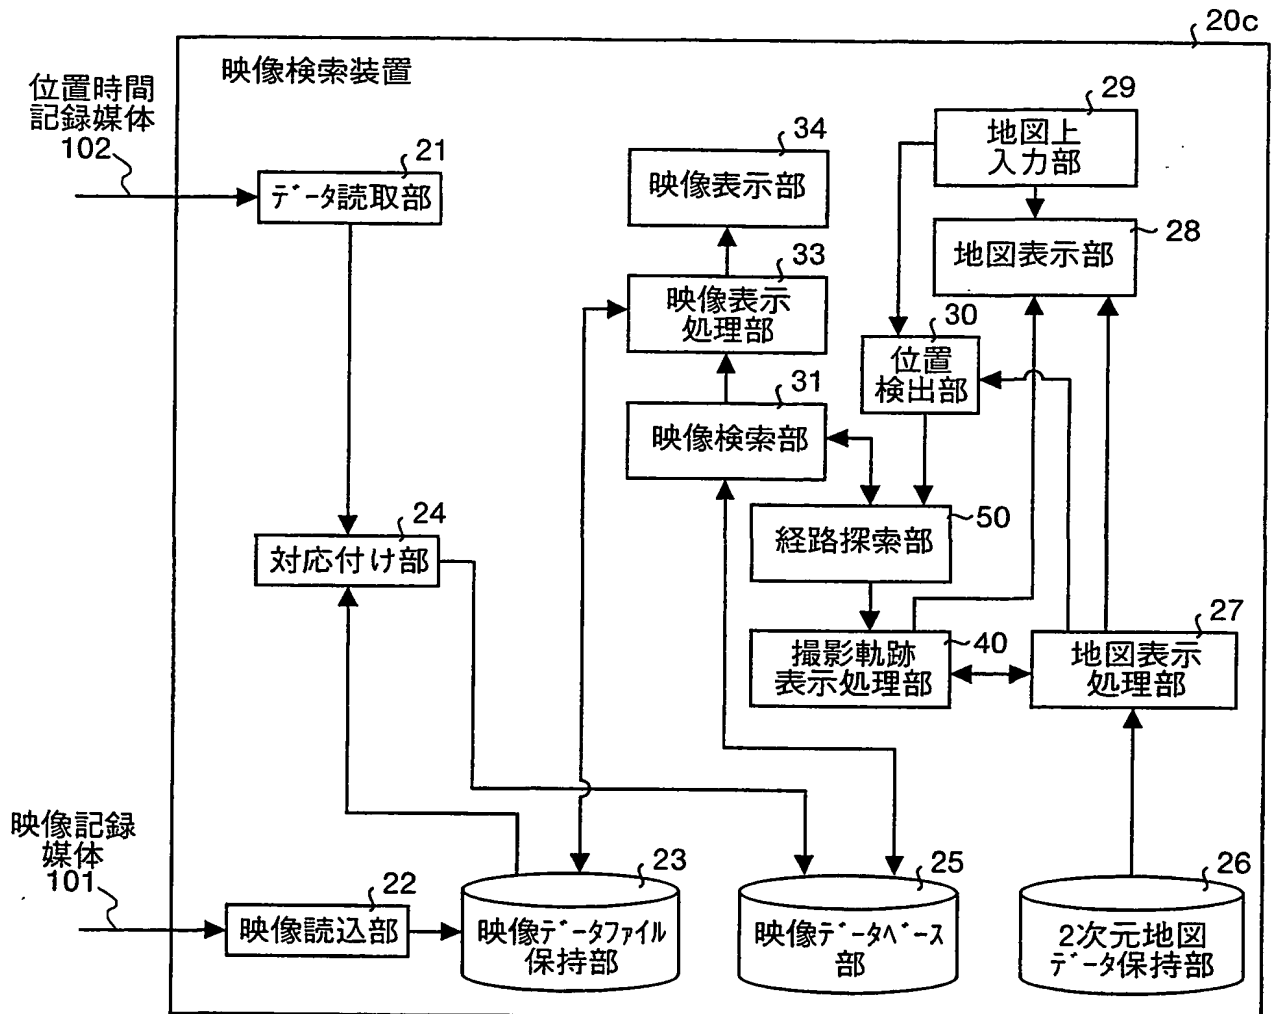 20c
映像検索装置
位置時間
記録媒体
102
21
データ読取部
34
映像表示部
29
地図上
入力部
28
地図表示部
33
映像表示
処理部
30
位置
検出部
31
映像検索部
24
対応付け部
50
経路探索部
40
撮影軌跡
表示処理部
27
地図表示
処理部
映像記録
媒体
101
22
映像読込部
23
映像データファイル
保持部
25
映像データベース
部
26
2次元地図
データ保持部